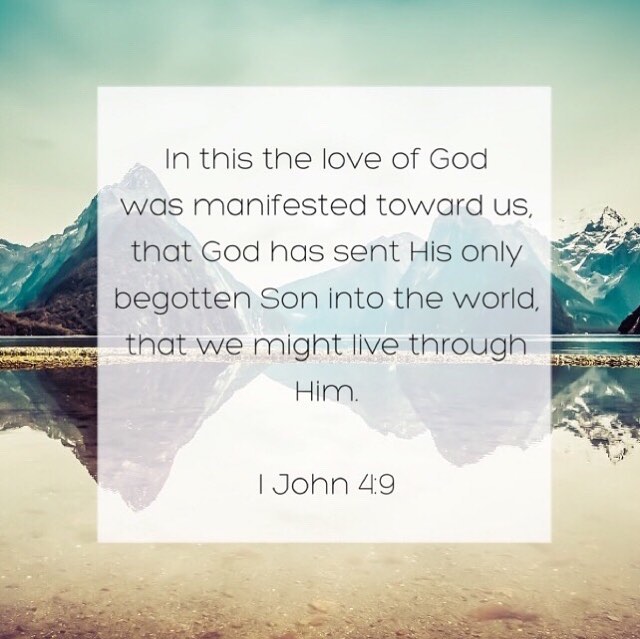 In this the love of God
was manifested toward us,
that God has sent His only
begotten Son into the world,
that we might live through
Him.
I John 4:9